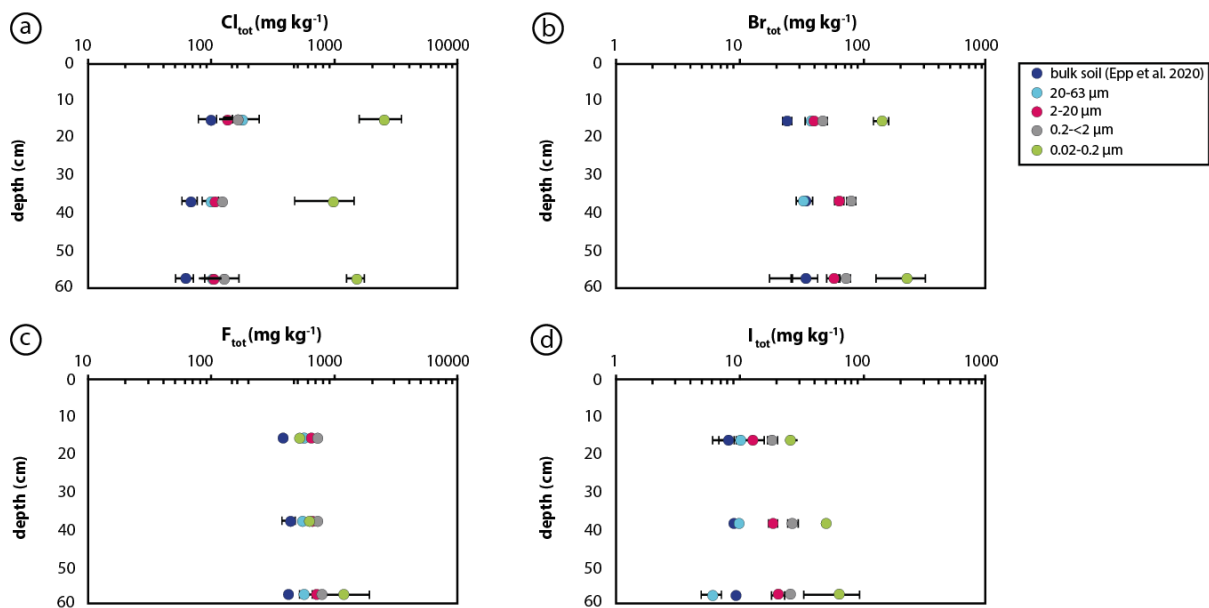 a
Cl_tot (mg kg⁻¹)
10 100 1000 10000
0
10
20
30
40
50
60
depth (cm)
b
Br_tot (mg kg⁻¹)
1 10 100 1000
0
10
20
30
40
50
60
depth (cm)
bulk soil (Epp et al. 2020)
20-63 µm
2-20 µm
0.2-<2 µm
0.02-0.2 µm
c
F_tot (mg kg⁻¹)
10 100 1000 10000
0
10
20
30
40
50
60
depth (cm)
d
I_tot (mg kg⁻¹)
1 10 100 1000
0
10
20
30
40
50
60
depth (cm)